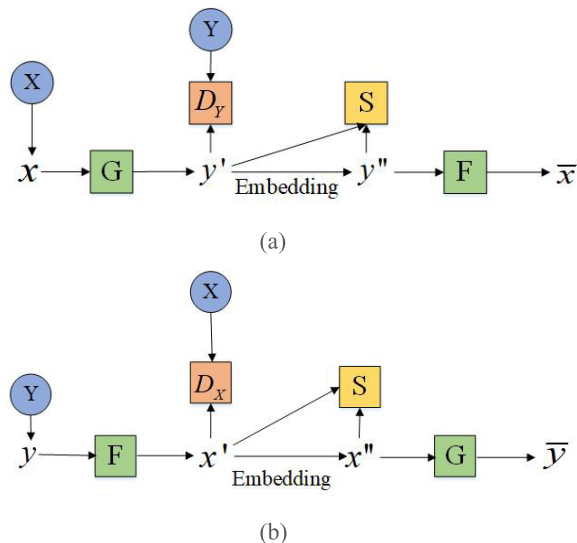 Y
X
D_Y
S
x
G
y'
y''
F
x̅
Embedding
(a)
X
Y
D_X
S
y
F
x'
x''
G
y̅
Embedding
(b)